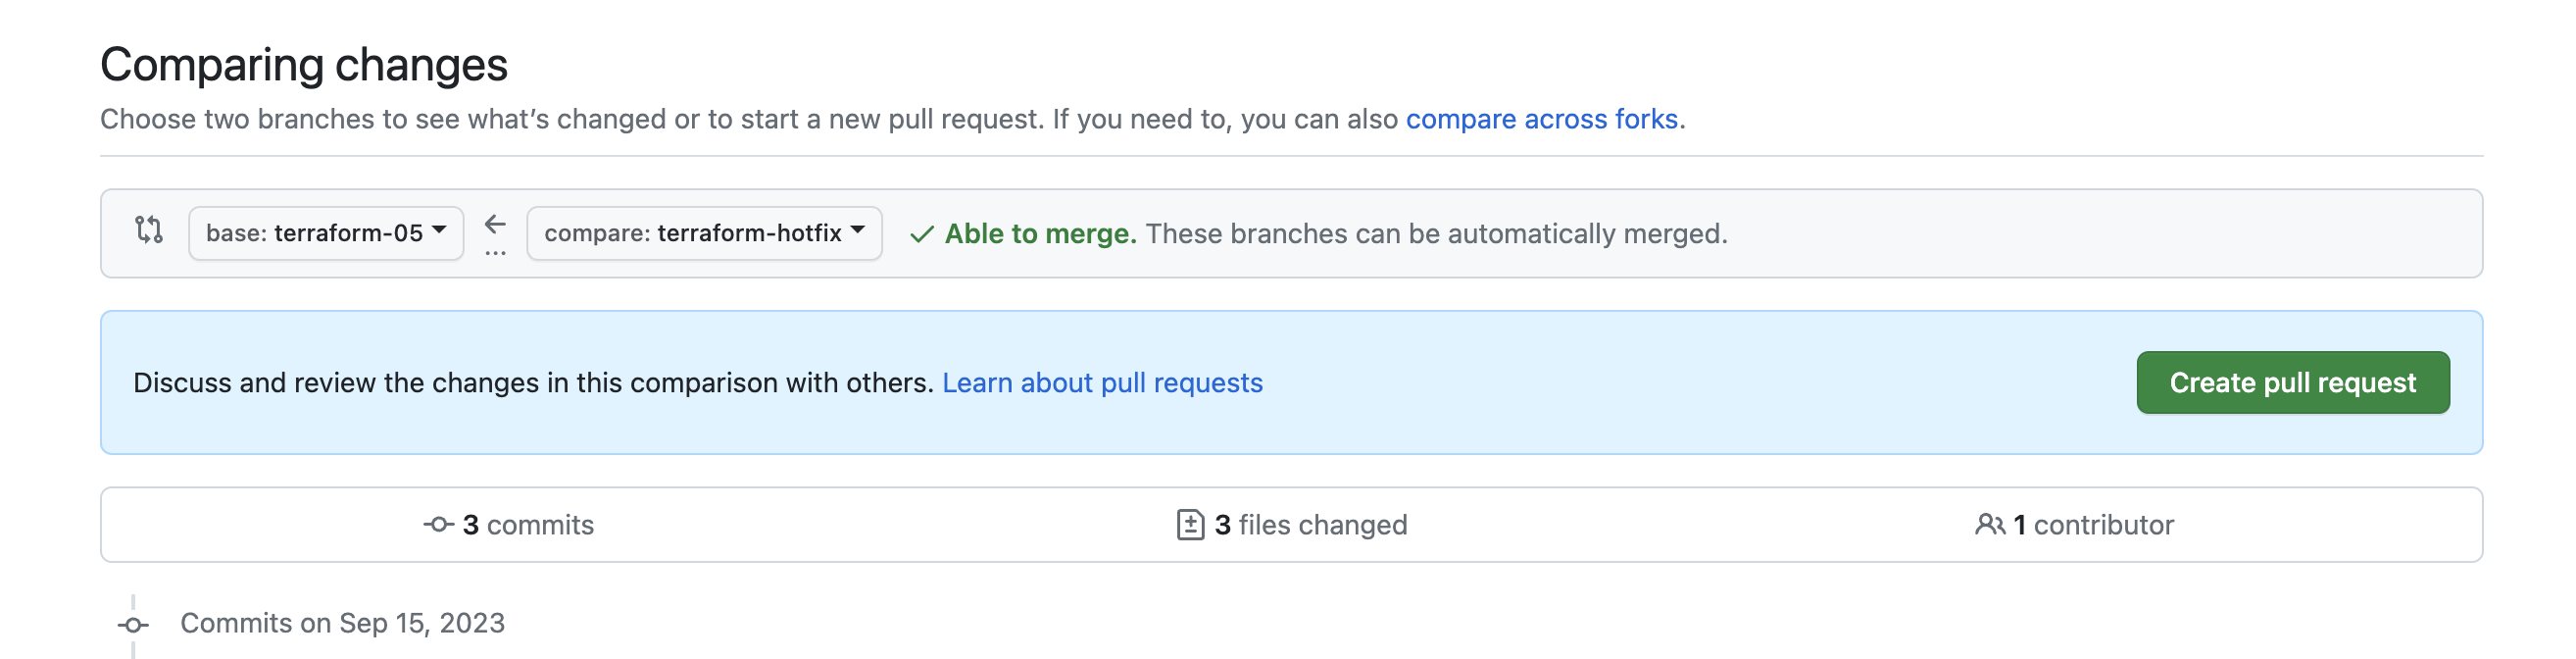 Comparing changes
Choose two branches to see what’s changed or to start a new pull request. If you need to, you can also compare across forks.
base: terraform-05 ... compare: terraform-hotfix Able to merge. These branches can be automatically merged.
Discuss and review the changes in this comparison with others. Learn about pull requests Create pull request
3 commits 3 files changed 1 contributor
Commits on Sep 15, 2023